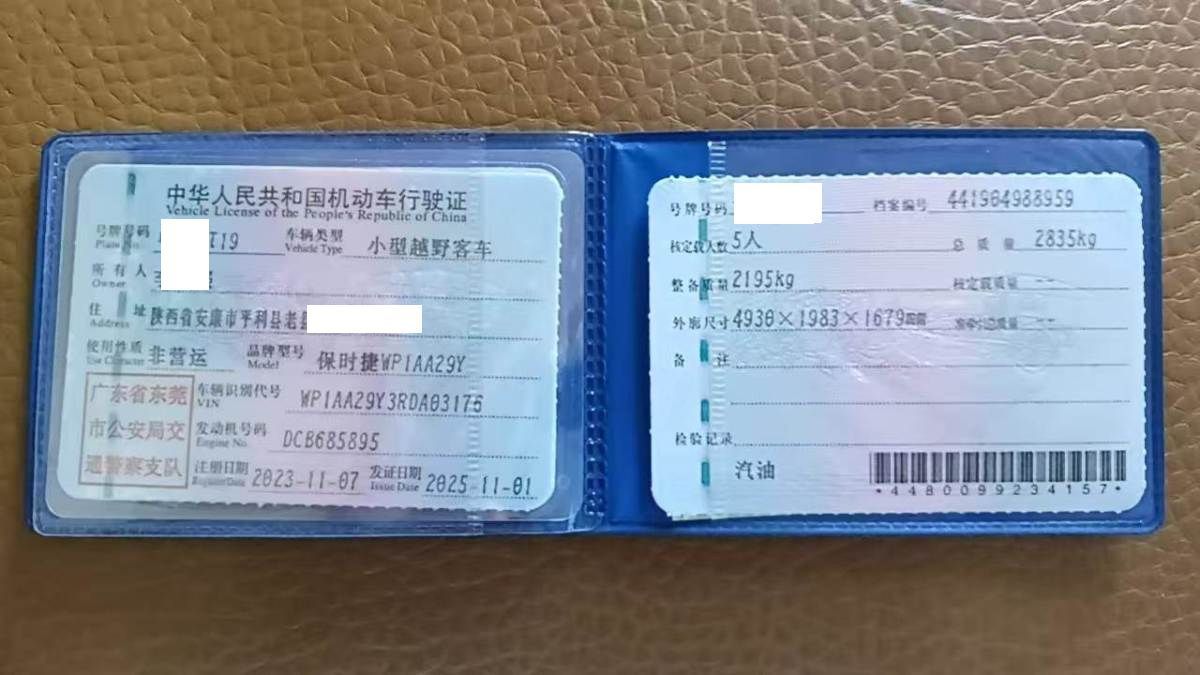 中华人民共和国机动车行驶证
Vehicle License of the People's Republic of China
号牌号码 T19 车辆类型 小型越野客车
Plate No. Vehicle Type
所有人
Owner
住址 陕西省安康市平利县老县
Address
使用性质 非营运 品牌型号 保时捷WP1AA29Y
Use Character Model
广东省东莞
市公安局交
通警察支队
车辆识别代号 WP1AA29Y3RDA03176
VIN
发动机号码 DCB685895
Engine No.
注册日期 2023-11-07 发证日期 2025-11-01
Register Date Issue Date
号牌号码 档案编号 441904988959
核定载人数 5人 总质量 2835kg
整备质量 2195kg 核定载质量 --
外廓尺寸 4930×1983×1679mm 准牵引总质量 --
备注
检验记录
汽油
*4480099234157*